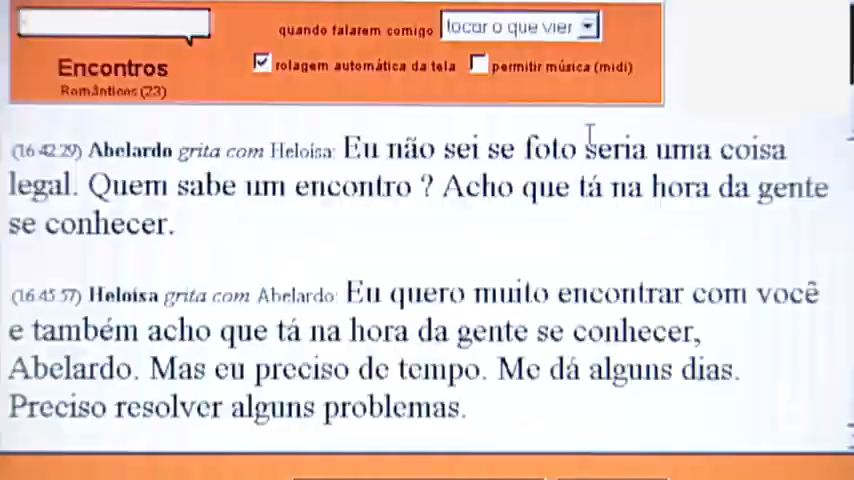 quando falarem comigo tocar o que vier
Encontros
Românticos (23)
rolagem automática da tela permitir música (midi)
(16:42:29) Abelardo grita com Heloísa: Eu não sei se foto seria uma coisa
legal. Quem sabe um encontro ? Acho que tá na hora da gente
se conhecer.
(16:45:57) Heloísa grita com Abelardo: Eu quero muito encontrar com você
e também acho que tá na hora da gente se conhecer,
Abelardo. Mas eu preciso de tempo. Me dá alguns dias.
Preciso resolver alguns problemas.